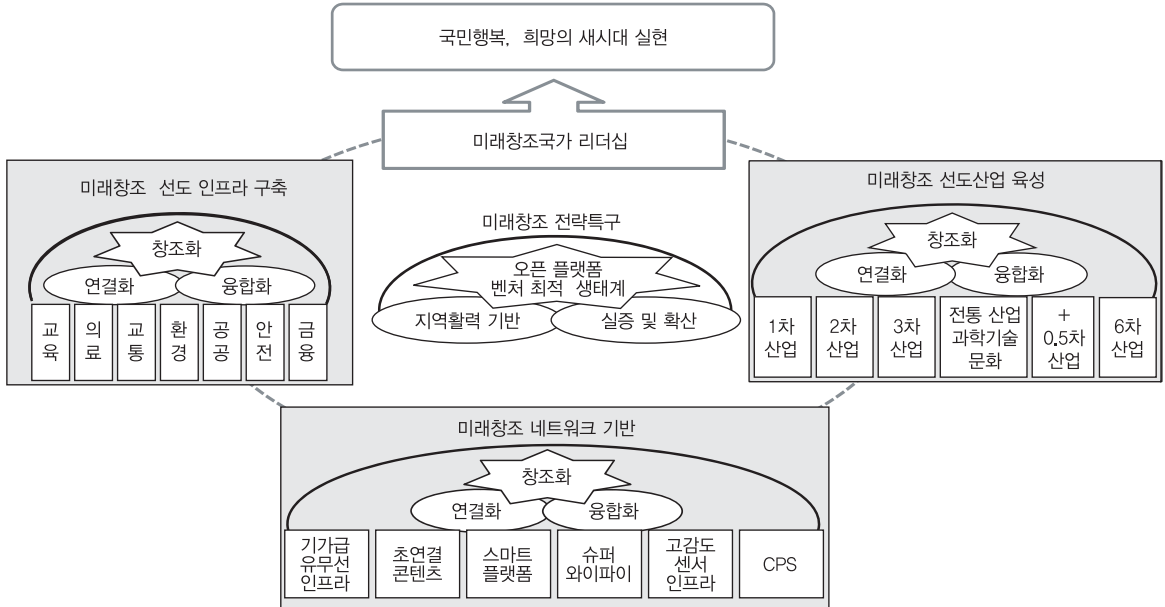 국민행복, 희망의 새시대 실현
미래창조국가 리더십
미래창조 선도 인프라 구축
창조화
연결화
융합화
교육
의료
교통
환경
공공
안전
금융
미래창조 전략특구
오픈 플랫폼
벤처 최적 생태계
지역활력 기반
실증 및 확산
미래창조 선도산업 육성
창조화
연결화
융합화
1차
산업
2차
산업
3차
산업
전통 산업
과학기술
문화
+
0.5차
산업
6차
산업
미래창조 네트워크 기반
창조화
연결화
융합화
기가급
유무선
인프라
초연결
콘텐츠
스마트
플랫폼
슈퍼
와이파이
고감도
센서
인프라
CPS